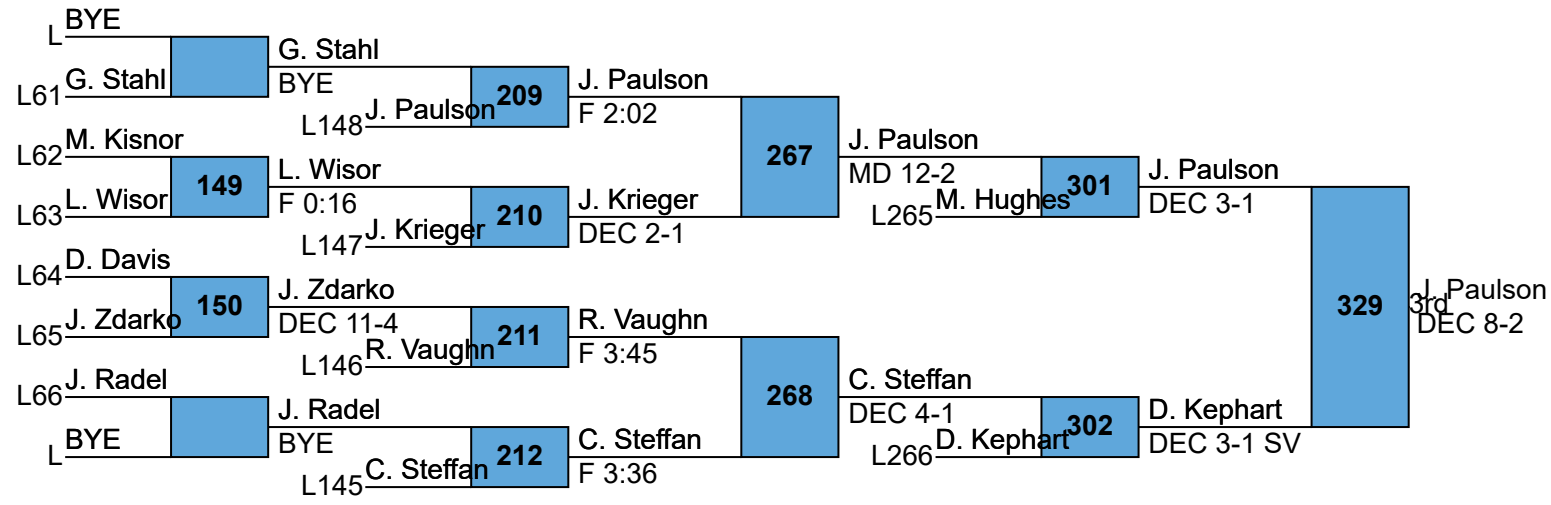 BYE
L
G. Stahl
G. Stahl
BYE
L61
J. Paulson
209
J. Paulson
F 2:02
L148
M. Kisnor
L62
267
J. Paulson
MD 12-2
L. Wisor
149
L. Wisor
F 0:16
L63
J. Krieger
210
J. Krieger
DEC 2-1
L147
M. Hughes
301
J. Paulson
DEC 3-1
L265
D. Davis
L64
J. Zdarko
150
J. Zdarko
DEC 11-4
L65
R. Vaughn
211
R. Vaughn
F 3:45
L146
329
3rd
J. Paulson
DEC 8-2
J. Radel
L66
J. Radel
BYE
268
C. Steffan
DEC 4-1
BYE
L
C. Steffan
212
C. Steffan
F 3:36
L145
D. Kephart
302
D. Kephart
DEC 3-1 SV
L266